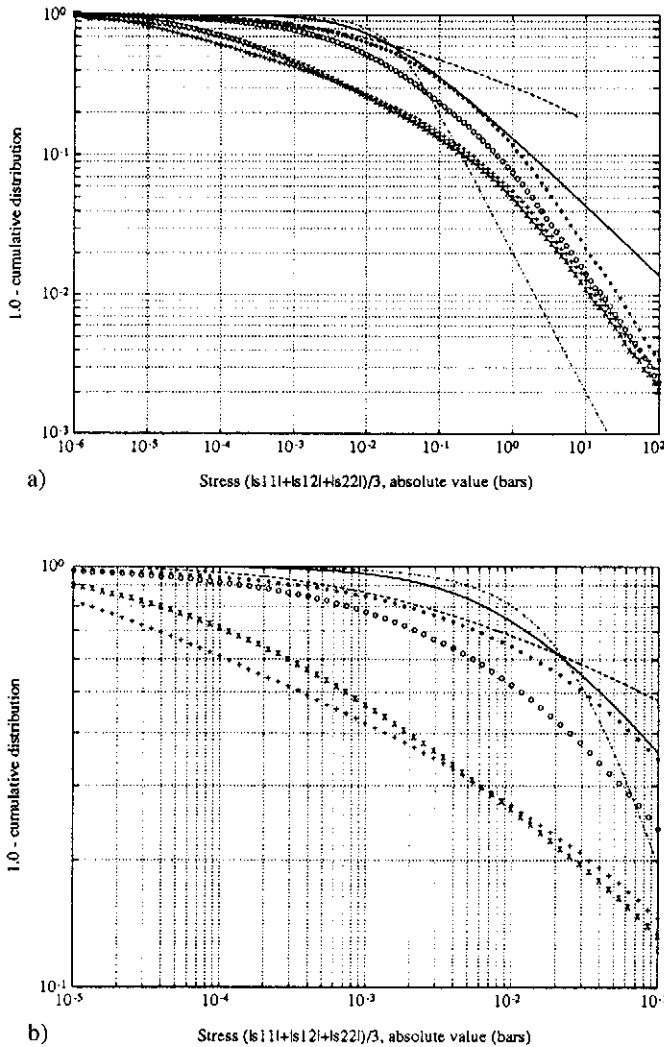 10⁰
10⁻¹
10⁻²
10⁻³
1.0 - cumulative distribution
10⁻⁶ 10⁻⁵ 10⁻⁴ 10⁻³ 10⁻² 10⁻¹ 10⁰ 10¹ 10²
a) Stress (|s11|+|s12|+|s22|)/3, absolute value (bars)
10⁰
10⁻¹
1.0 - cumulative distribution
10⁻⁵ 10⁻⁴ 10⁻³ 10⁻²
b) Stress (|s11|+|s12|+|s22|)/3, absolute value (bars)